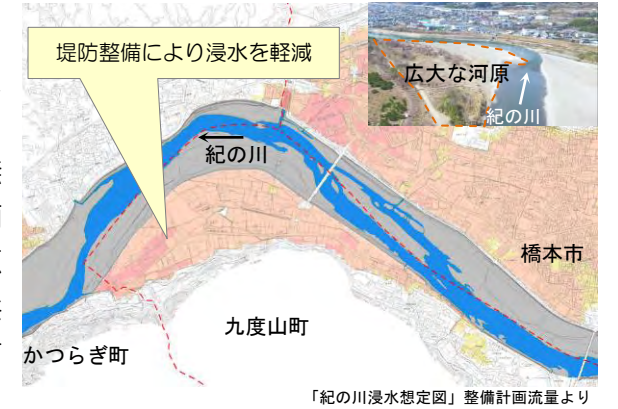 堤防整備により浸水を軽減
広大な河原
紀の川
紀の川
橋本市
九度山町
かつらぎ町
「紀の川浸水想定図」整備計画流量より